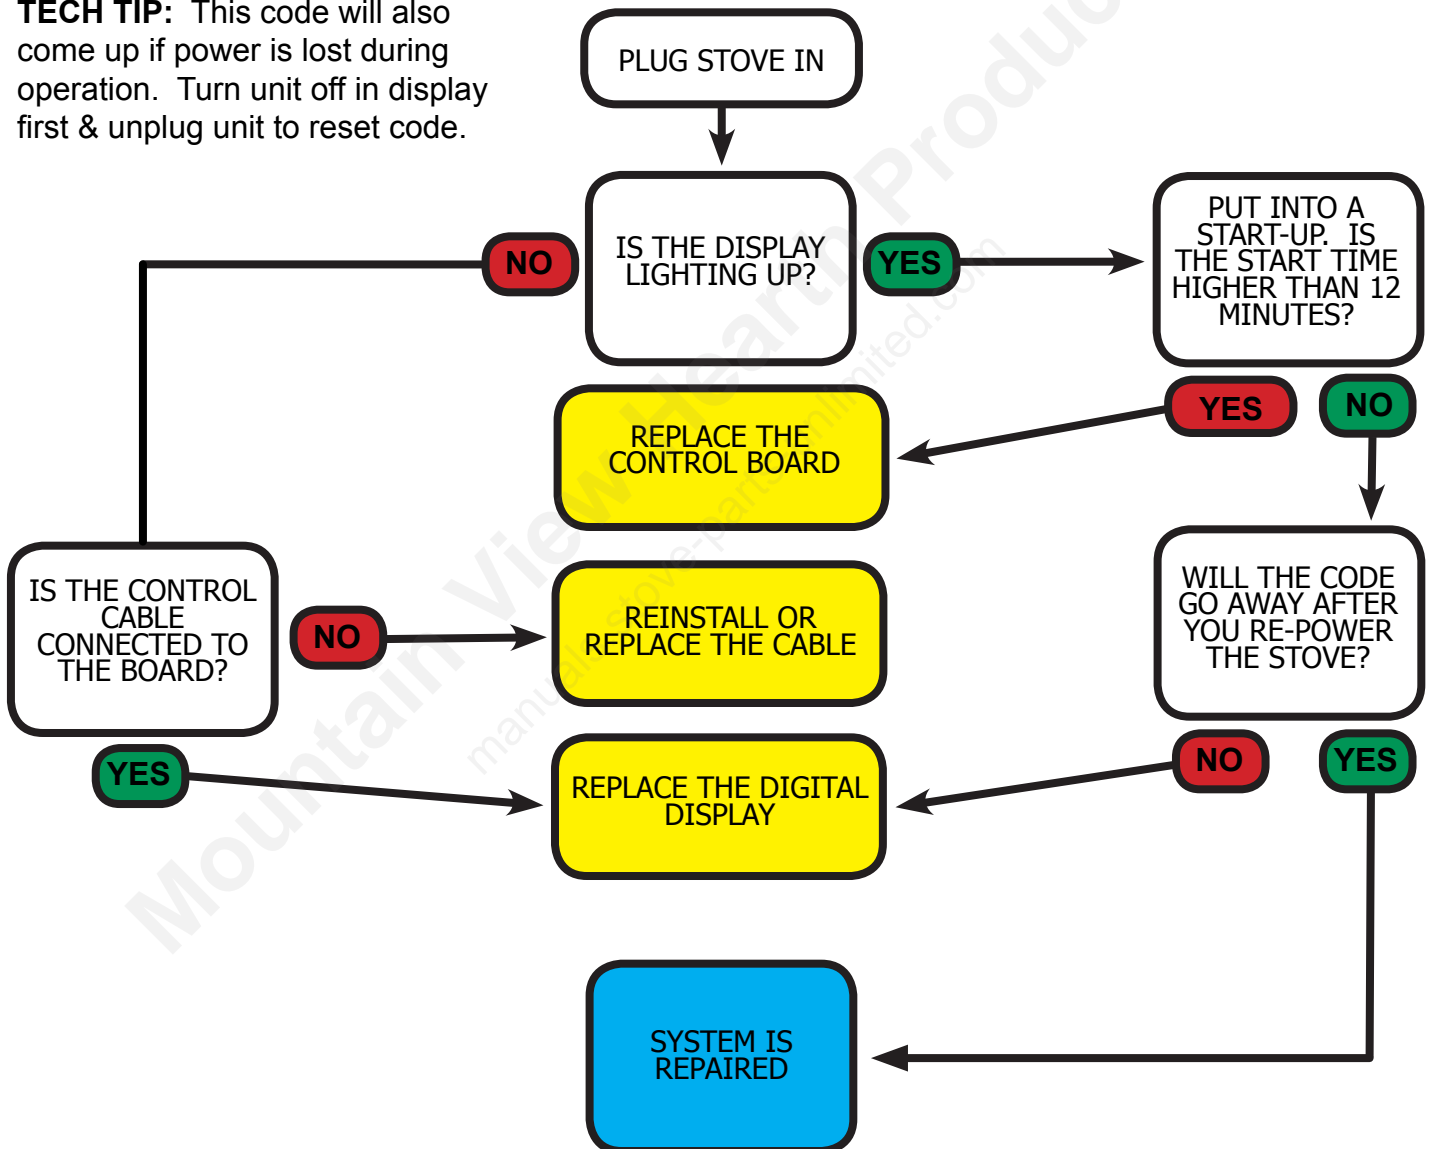 TECH TIP: This code will also
come up if power is lost during
operation. Turn unit off in display
first & unplug unit to reset code.
PLUG STOVE IN
IS THE DISPLAY
LIGHTING UP?
NO
YES
PUT INTO A
START-UP. IS
THE START TIME
HIGHER THAN 12
MINUTES?
YES
NO
REPLACE THE
CONTROL BOARD
IS THE CONTROL
CABLE
CONNECTED TO
THE BOARD?
NO
REINSTALL OR
REPLACE THE CABLE
WILL THE CODE
GO AWAY AFTER
YOU RE-POWER
THE STOVE?
YES
REPLACE THE DIGITAL
DISPLAY
NO
YES
SYSTEM IS
REPAIRED
Mountain View Hearth Produc